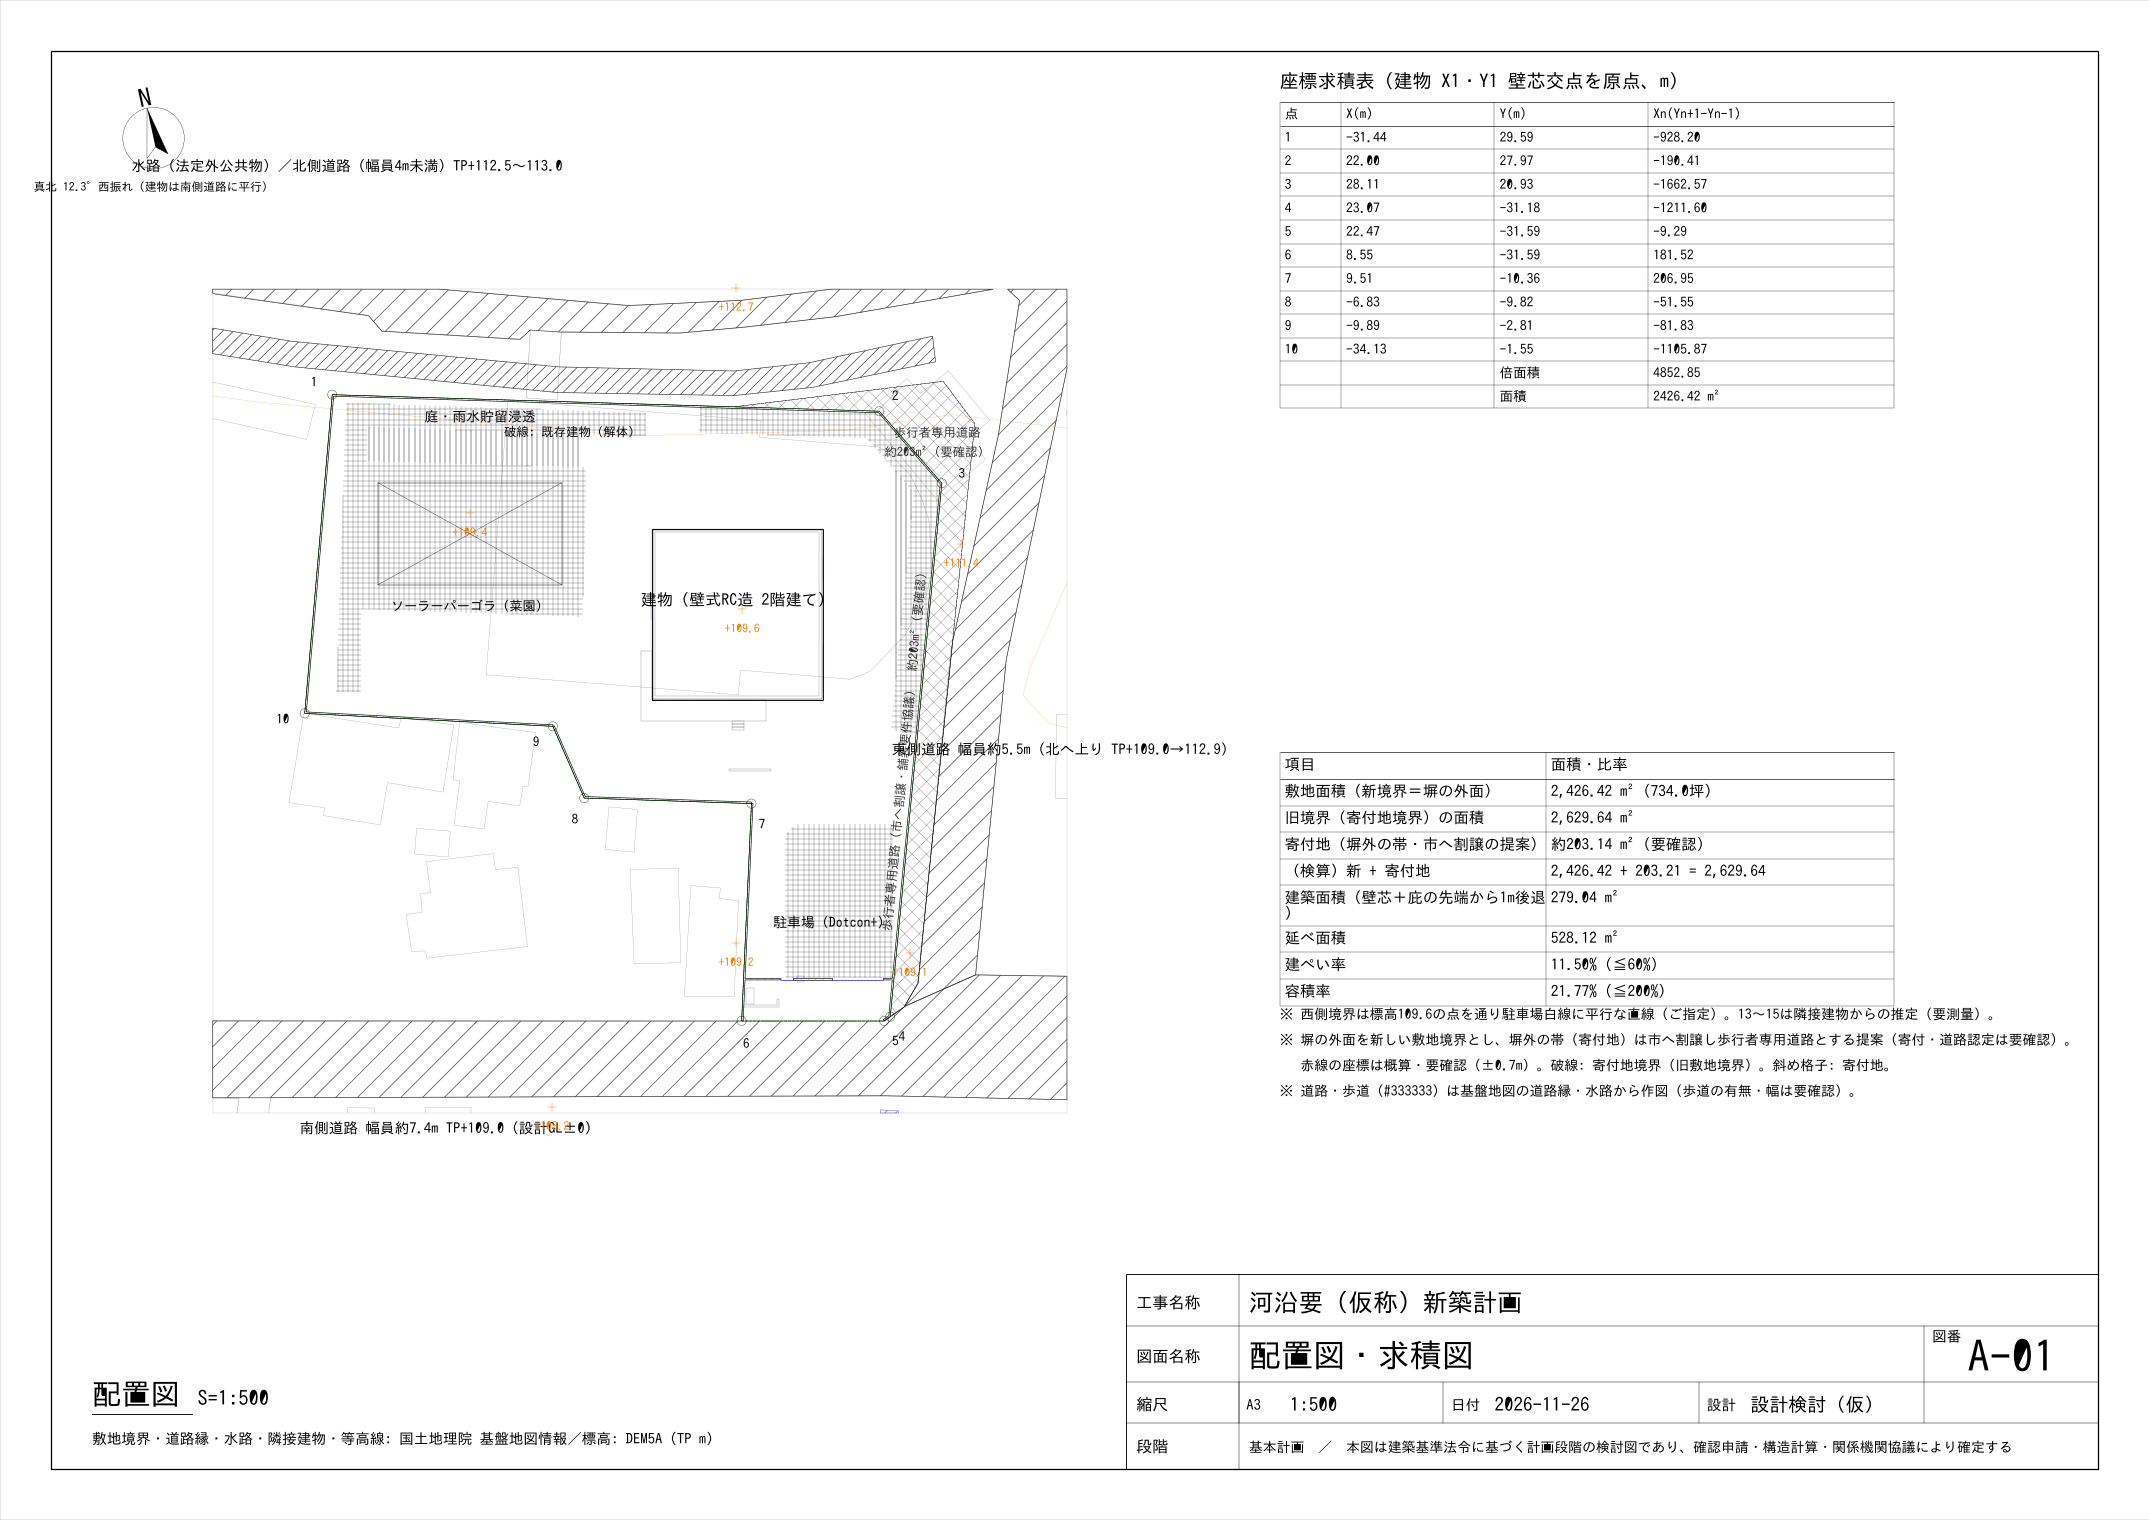 N
水路（法定外公共物）／北側道路（幅員4m未満）TP+112.5～113.0
真北 12.3° 西振れ（建物は南側道路に平行）
+112.7
1
2
庭・雨水貯留浸透
破線: 既存建物（解体）
歩行者専用道路
約203m²（要確認）
3
+109.4
+111.4
ソーラーパーゴラ（菜園）
建物（壁式RC造 2階建て）
+109.6
歩行者専用道路（市へ割譲・舗装要件協議） 約203m²（要確認）
10
9
東側道路 幅員約5.5m（北へ上り TP+109.0→112.9）
8
7
駐車場（Dotcon+）
+109.2
+109.1
6
5
4
南側道路 幅員約7.4m TP+109.0（設計GL±0）
座標求積表（建物 X1・Y1 壁芯交点を原点、m）
点 X(m) Y(m) Xn(Yn+1-Yn-1)
1 -31.44 29.59 -928.20
2 22.00 27.97 -190.41
3 28.11 20.93 -1662.57
4 23.07 -31.18 -1211.60
5 22.47 -31.59 -9.29
6 8.55 -31.59 181.52
7 9.51 -10.36 206.95
8 -6.83 -9.82 -51.55
9 -9.89 -2.81 -81.83
10 -34.13 -1.55 -1105.87
倍面積 4852.85
面積 2426.42 m²
項目 面積・比率
敷地面積（新境界＝塀の外面） 2,426.42 m²（734.0坪）
旧境界（寄付地境界）の面積 2,629.64 m²
寄付地（塀外の帯・市へ割譲の提案） 約203.14 m²（要確認）
（検算）新 + 寄付地 2,426.42 + 203.21 = 2,629.64
建築面積（壁芯＋庇の先端から1m後退 279.04 m²
）
延べ面積 528.12 m²
建ぺい率 11.50%（≦60%）
容積率 21.77%（≦200%）
※ 西側境界は標高109.6の点を通り駐車場白線に平行な直線（ご指定）。13～15は隣接建物からの推定（要測量）。
※ 塀の外面を新しい敷地境界とし、塀外の帯（寄付地）は市へ割譲し歩行者専用道路とする提案（寄付・道路認定は要確認）。
赤線の座標は概算・要確認（±0.7m）。破線: 寄付地境界（旧敷地境界）。斜め格子: 寄付地。
※ 道路・歩道（#333333）は基盤地図の道路縁・水路から作図（歩道の有無・幅は要確認）。
配置図 S=1:500
敷地境界・道路縁・水路・隣接建物・等高線: 国土地理院 基盤地図情報／標高: DEM5A（TP m）
工事名称 河沿要（仮称）新築計画
図面名称 配置図・求積図 図番 A-01
縮尺 A3 1:500 日付 2026-11-26 設計 設計検討（仮）
段階 基本計画 ／ 本図は建築基準法令に基づく計画段階の検討図であり、確認申請・構造計算・関係機関協議により確定する